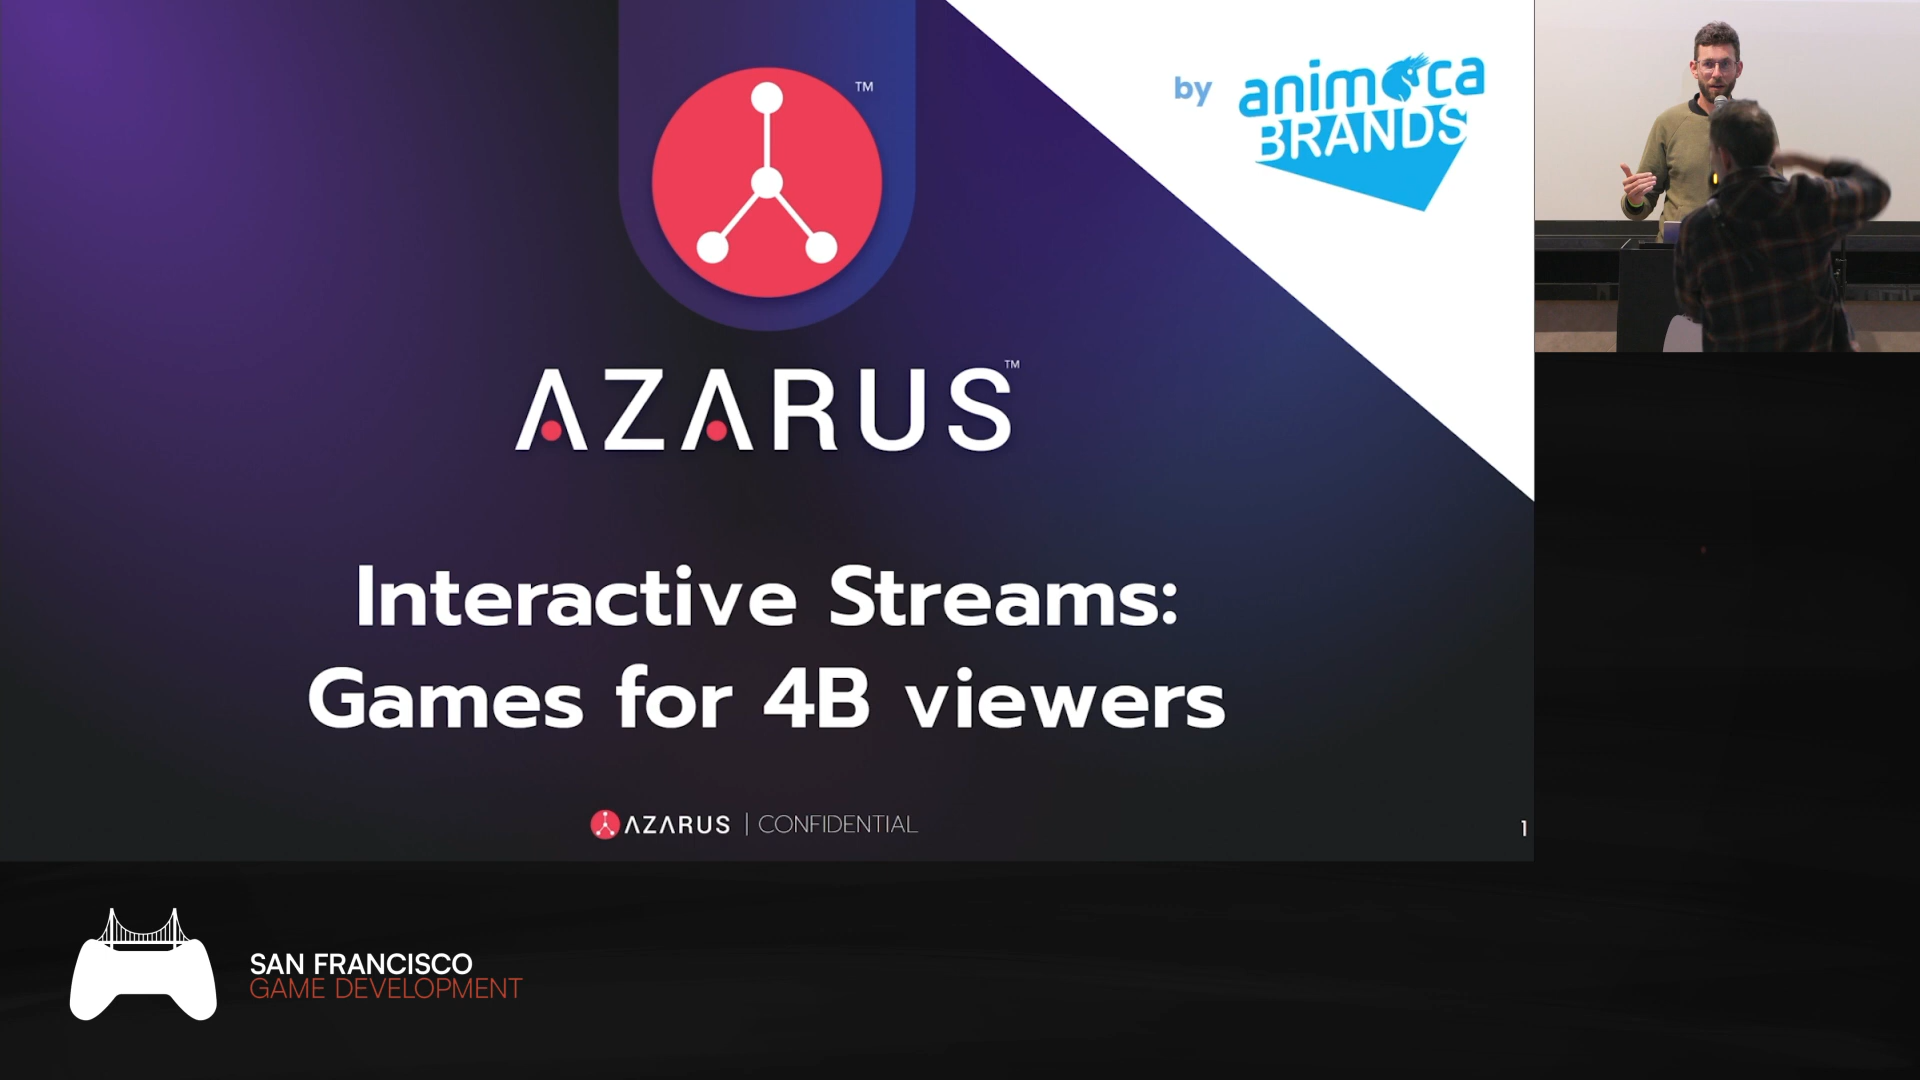 TM
by animoca
BRANDS
AZARUS TM
Interactive Streams:
Games for 4B viewers
AZARUS | CONFIDENTIAL
1
SAN FRANCISCO
GAME DEVELOPMENT